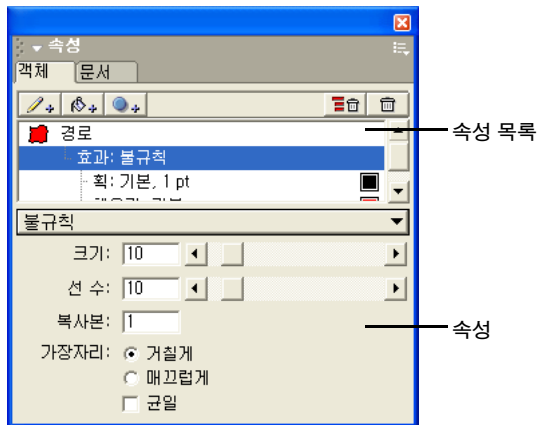 속성
객체 문서
경로
속성 목록
효과: 불규칙
획: 기본, 1 pt
불규칙
크기: 10
선 수: 10
복사본: 1
속성
가장자리: 거칠게
매끄럽게
균일